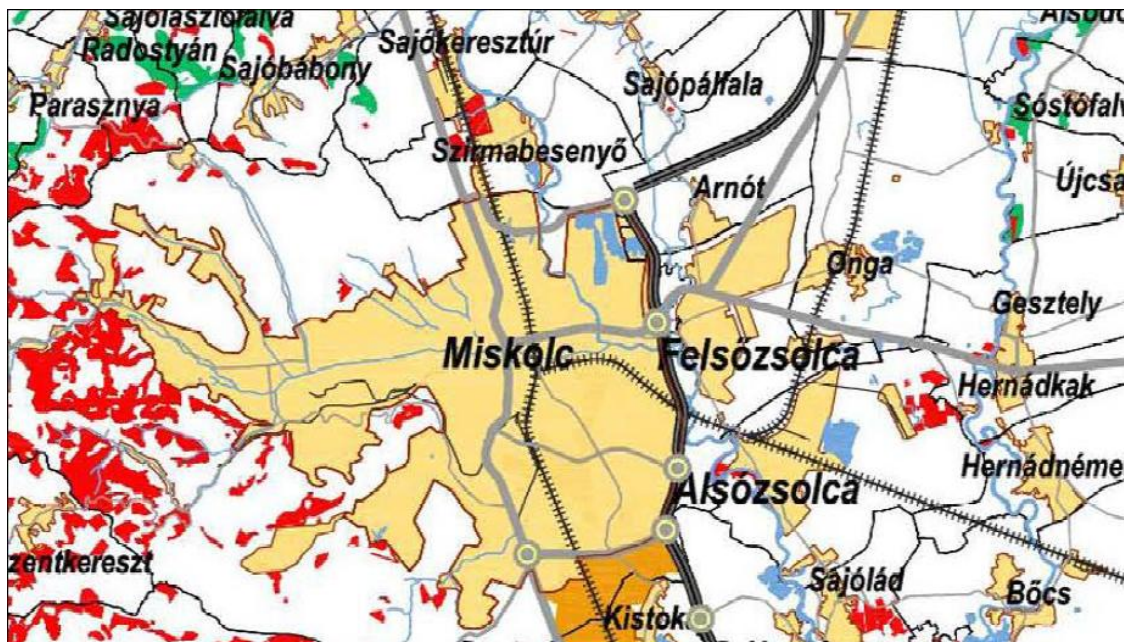 Sajólászlófalva
Radostyán
Sajóbábony
Sajókeresztúr
Parasznya
Sajópálfala
Sóstófalv
Szirmabesenyő
Arnót
Újcsa
Onga
Gesztely
Miskolc
Felsőzsolca
Hernádkak
Alsózsolca
Hernádnéme
zentkereszt
Sajólád
Bőcs
Kistok